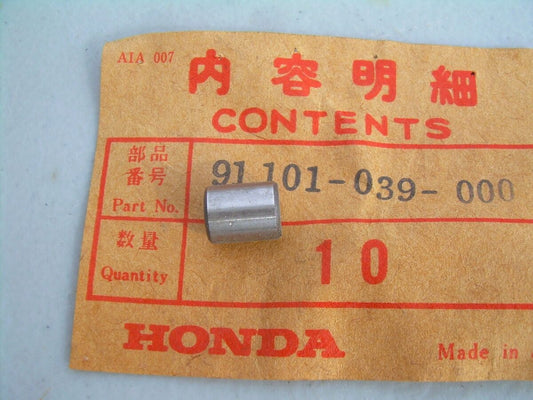 AIA 007
内容明細
CONTENTS
部品
番号
Part No.
91 101-039- 000
数量
Quantity
10
HONDA
Made in